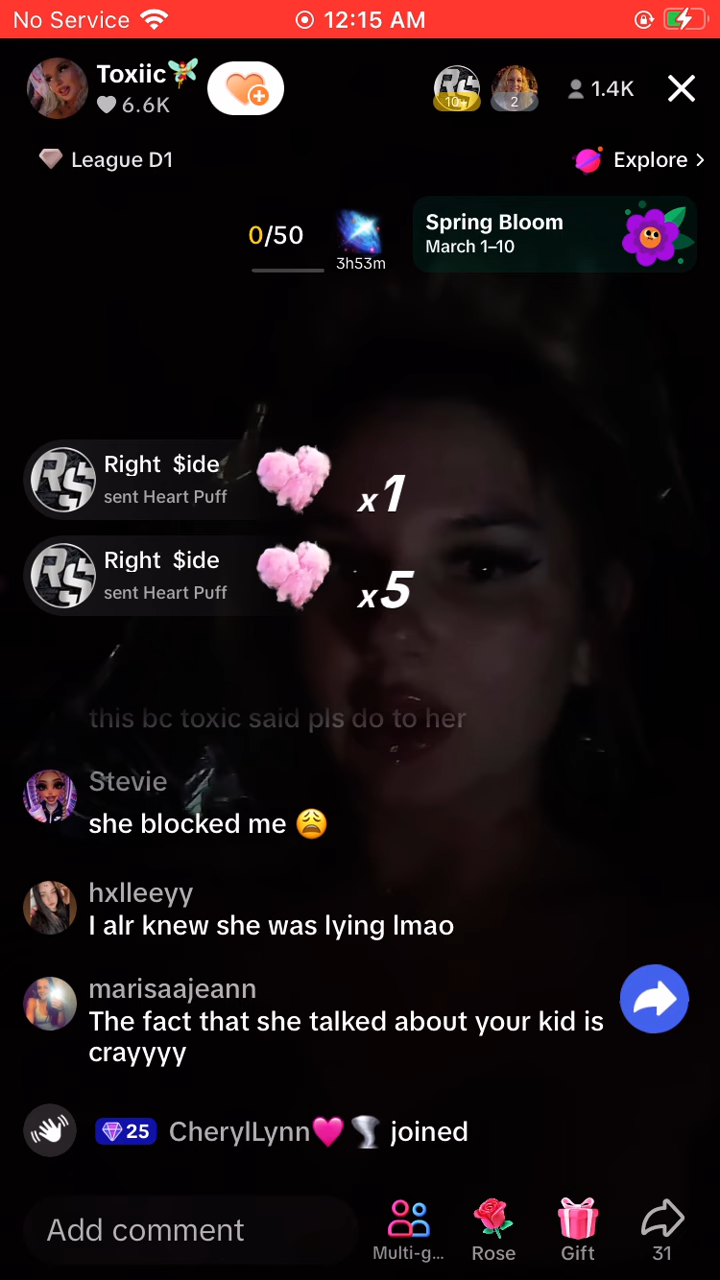 No Service 12:15 AM
Toxiic
6.6K
10+
2
1.4K
League D1
Explore >
0/50
3h53m
Spring Bloom
March 1–10
RS
Right $ide
sent Heart Puff
x1
RS
Right $ide
sent Heart Puff
x5
this bc toxic said pls do to her
Stevie
she blocked me 😩
hxlleeyy
I alr knew she was lying lmao
marisaajeann
The fact that she talked about your kid is
crayyyy
25 CherylLynn joined
Add comment
Multi-g...
Rose
Gift
31